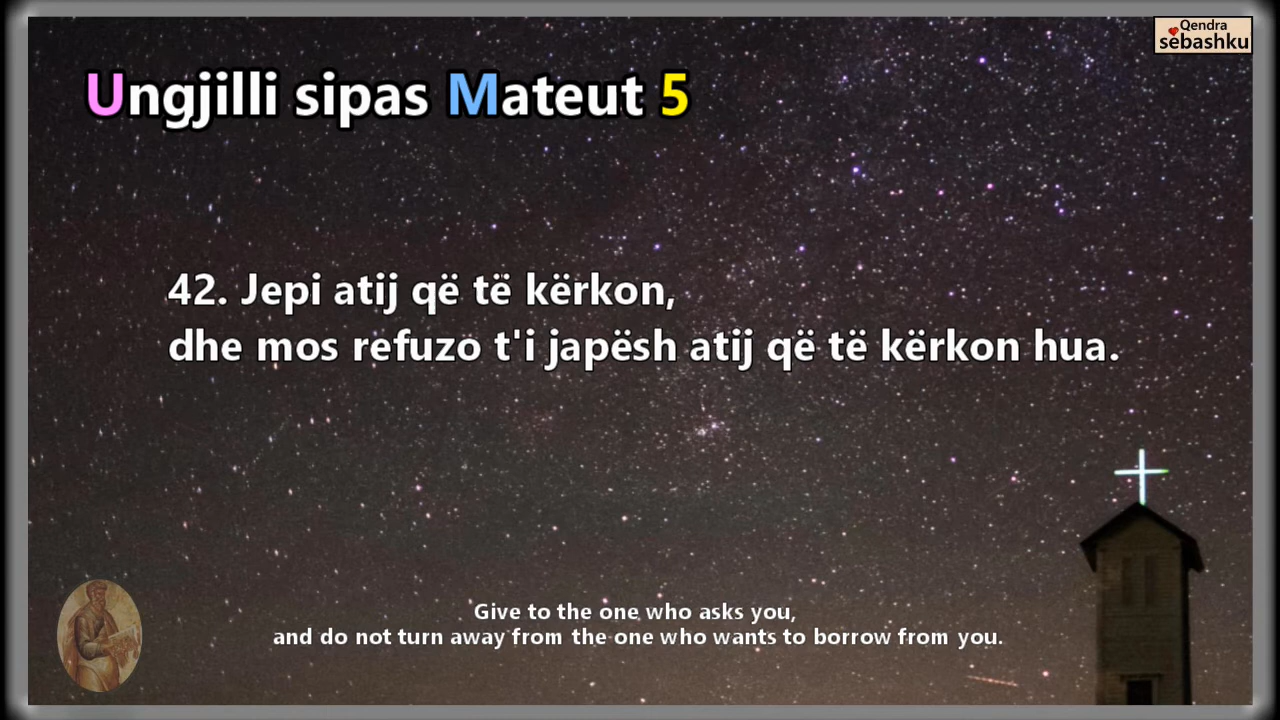 Qendra
sëbashku
Ungjilli sipas Mateut 5
42. Jepi atij që të kërkon,
dhe mos refuzo t'i japësh atij që të kërkon hua.
Give to the one who asks you,
and do not turn away from the one who wants to borrow from you.